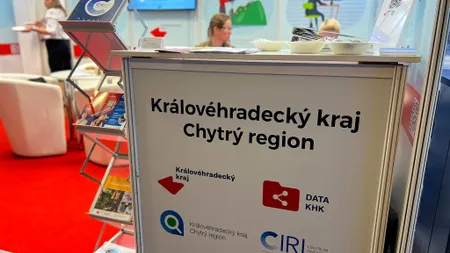 Královéhradecký kraj
Chytrý region
Královéhradecký
kraj
DATA
KHK
Královéhradecký kraj
Chytrý region
CIRI